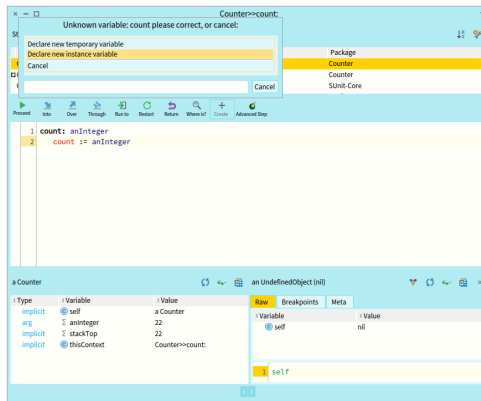 Counter>>count:
Unknown variable: count please correct, or cancel:
St
Declare new temporary variable
Declare new instance variable
Cancel
Package
Counter
Counter
SUnit-Core
Cancel
Proceed Into Over Through Run to Restart Return Where is? Create Advanced Step
1 count: anInteger
2 count := anInteger
a Counter
an UndefinedObject (nil)
Type Variable Value
implicit self a Counter
arg anInteger 22
implicit stackTop 22
implicit thisContext Counter>>count:
Raw Breakpoints Meta
Variable Value
self nil
1 self